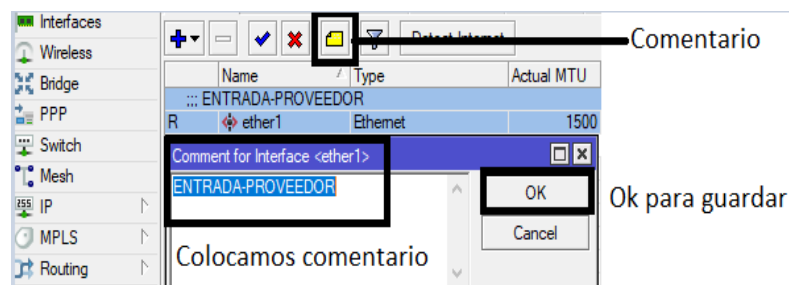 Interfaces
Wireless
Bridge
PPP
Switch
Mesh
IP
MPLS
Routing
Detect Internet
Comentario
Name / Type Actual MTU
;;; ENTRADA-PROVEEDOR
R ether1 Ethernet 1500
Comment for Interface <ether1>
ENTRADA-PROVEEDOR
OK
Ok para guardar
Cancel
Colocamos comentario